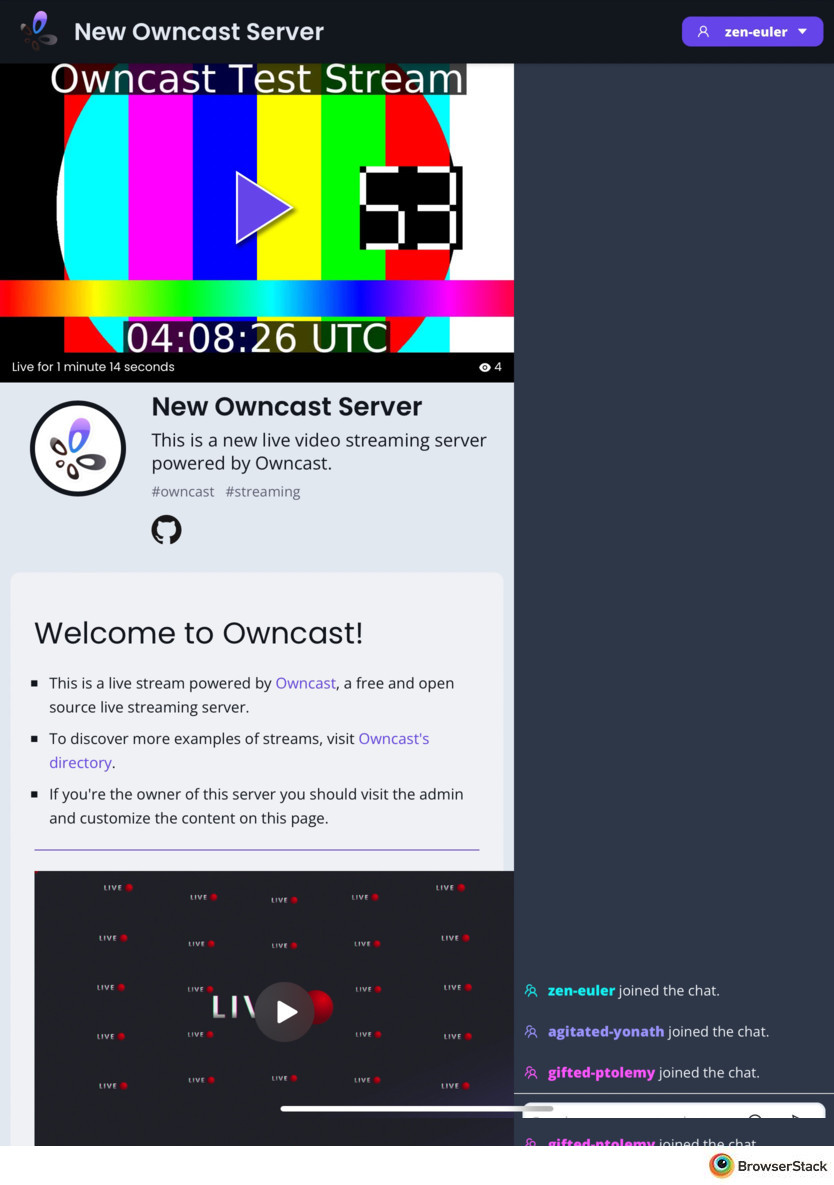 New Owncast Server
zen-euler
Owncast Test Stream
53
04:08:26 UTC
Live for 1 minute 14 seconds
4
New Owncast Server
This is a new live video streaming server
powered by Owncast.
#owncast #streaming
Welcome to Owncast!
This is a live stream powered by Owncast, a free and open
source live streaming server.
To discover more examples of streams, visit Owncast's
directory.
If you're the owner of this server you should visit the admin
and customize the content on this page.
LIVE LIVE LIVE LIVE LIVE
LIVE LIVE LIVE LIVE LIVE
LIVE LIVE LIVE LIVE
LIV
LIVE LIVE LIVE LIVE
LIVE LIVE LIVE LIVE LIVE
zen-euler joined the chat.
agitated-yonath joined the chat.
gifted-ptolemy joined the chat.
gifted-ptolemy joined the chat.
BrowserStack